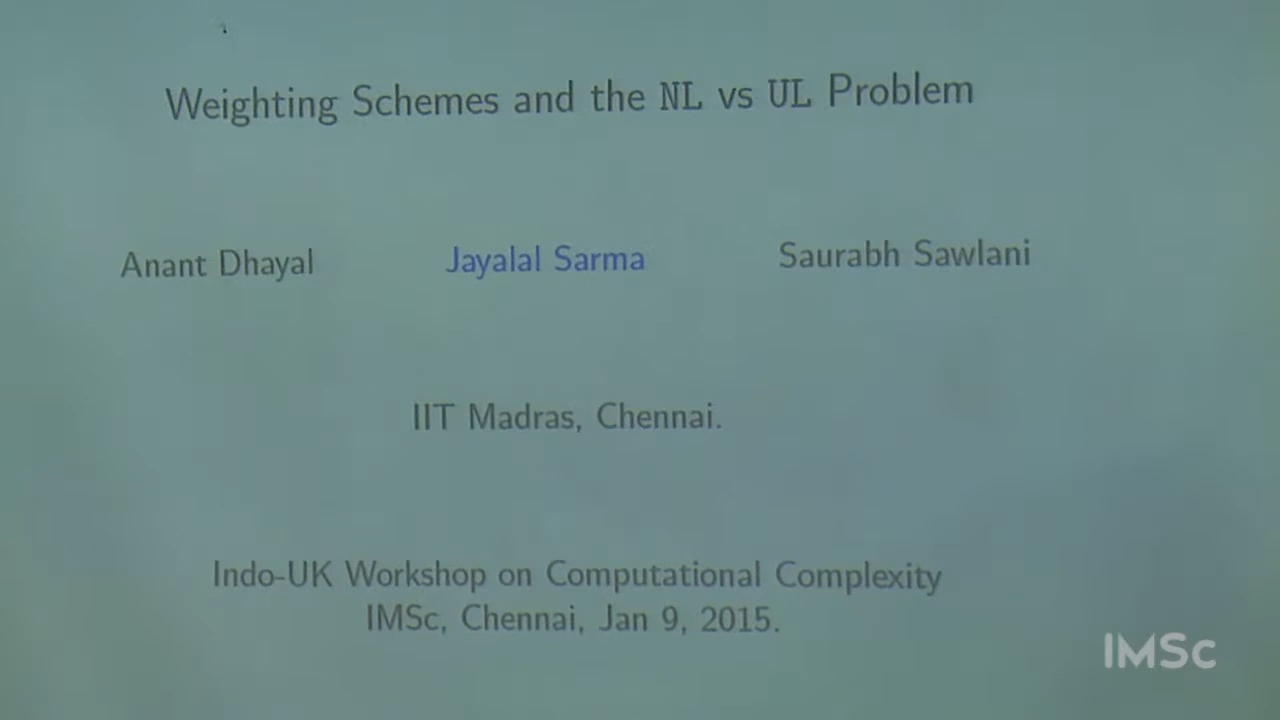 Weighting Schemes and the NL vs UL Problem
Anant Dhayal Jayalal Sarma Saurabh Sawlani
IIT Madras, Chennai.
Indo-UK Workshop on Computational Complexity
IMSc, Chennai, Jan 9, 2015.
IMSc